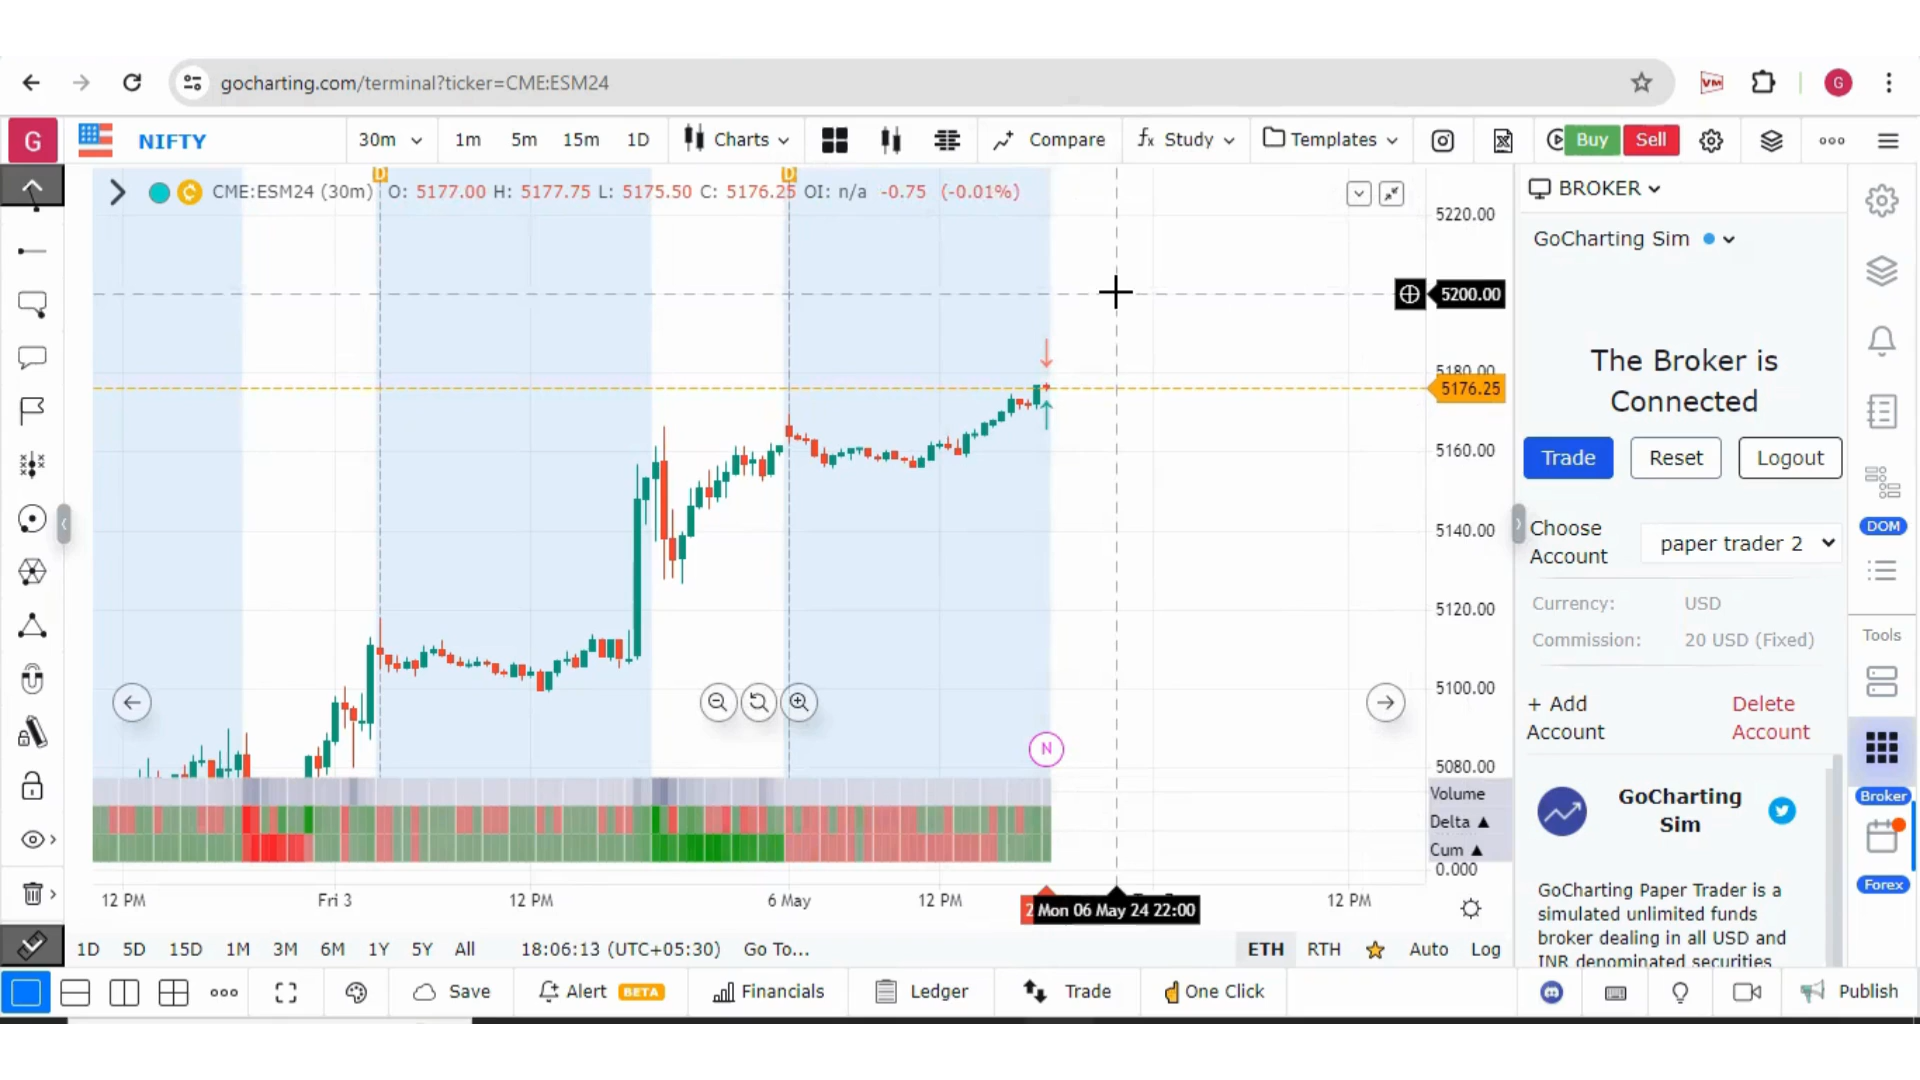 gocharting.com/terminal?ticker=CME:ESM24
VM
G
G
NIFTY
30m
1m
5m
15m
1D
Charts
Compare
fx Study
Templates
Buy
Sell
D
D
CME:ESM24 (30m) O: 5177.00 H: 5177.75 L: 5175.50 C: 5176.25 OI: n/a -0.75 (-0.01%)
BROKER
GoCharting Sim
The Broker is
Connected
Trade
Reset
Logout
Choose
Account
paper trader 2
Currency:
USD
Commission:
20 USD (Fixed)
+ Add
Account
Delete
Account
GoCharting
Sim
GoCharting Paper Trader is a
simulated unlimited funds
broker dealing in all USD and
INR denominated securities
5220.00
5200.00
5180.00
5176.25
5160.00
5140.00
5120.00
5100.00
5080.00
Volume
Delta ▲
Cum ▲
0.000
N
DOM
Tools
Broker
Forex
12 PM
Fri 3
12 PM
6 May
12 PM
2
Mon 06 May 24 22:00
12 PM
1D
5D
15D
1M
3M
6M
1Y
5Y
All
18:06:13 (UTC+05:30)
Go To...
ETH
RTH
Auto
Log
Save
Alert BETA
Financials
Ledger
Trade
One Click
Publish